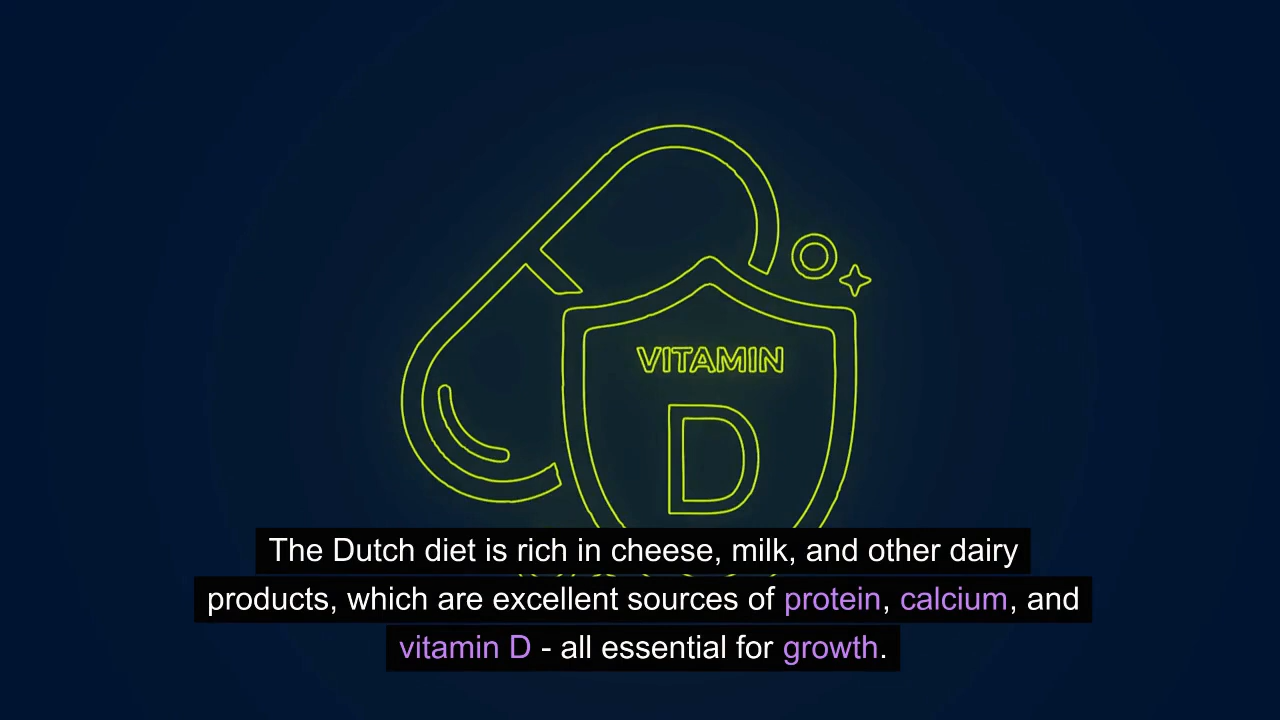 VITAMIN
D
The Dutch diet is rich in cheese, milk, and other dairy
products, which are excellent sources of protein, calcium, and
vitamin D - all essential for growth.